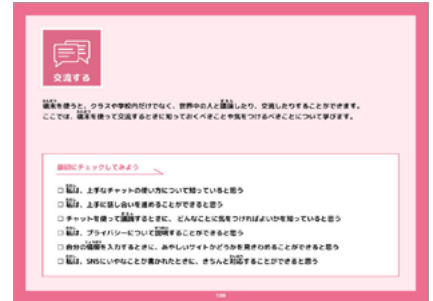 交流する
端末を使うと、クラスや学校内だけでなく、世界中の人と議論したり、交流したりすることができます。
ここでは、端末を使って交流するときに知っておくべきことや気をつけるべきことについて学びます。
最初にチェックしてみよう
□ 私は、上手なチャットの使い方について知っていると思う
□ 私は、上手に話し合いを進めることができると思う
□ チャットを使って議論するときに、どんなことに気をつければよいかを知っていると思う
□ 私は、プライバシーについて説明することができると思う
□ 自分の情報を入力するときに、あやしいサイトかどうかを見きわめることができると思う
□ 私は、SNSにいやなことが書かれたときに、きちんと対応することができると思う